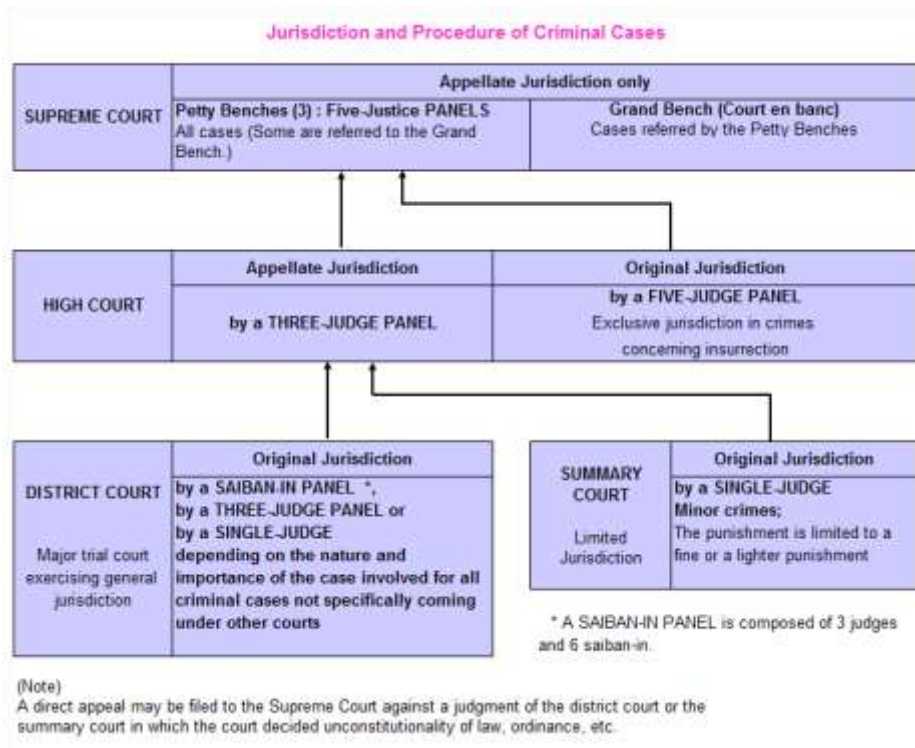 Jurisdiction and Procedure of Criminal Cases
SUPREME COURT
Appellate Jurisdiction only
Petty Benches (3) : Five-Justice PANELS
All cases (Some are referred to the Grand
Bench.)
Grand Bench (Court en banc)
Cases referred by the Petty Benches
HIGH COURT
Appellate Jurisdiction
by a THREE-JUDGE PANEL
Original Jurisdiction
by a FIVE-JUDGE PANEL
Exclusive jurisdiction in crimes
concerning insurrection
DISTRICT COURT
Major trial court
exercising general
jurisdiction
Original Jurisdiction
by a SAIBAN-IN PANEL *,
by a THREE-JUDGE PANEL or
by a SINGLE-JUDGE
depending on the nature and
importance of the case involved for all
criminal cases not specifically coming
under other courts
SUMMARY
COURT
Limited
Jurisdiction
Original Jurisdiction
by a SINGLE-JUDGE
Minor crimes;
The punishment is limited to a
fine or a lighter punishment
* A SAIBAN-IN PANEL is composed of 3 judges
and 6 saiban-in.
(Note)
A direct appeal may be filed to the Supreme Court against a judgment of the district court or the
summary court in which the court decided unconstitutionality of law, ordinance, etc.